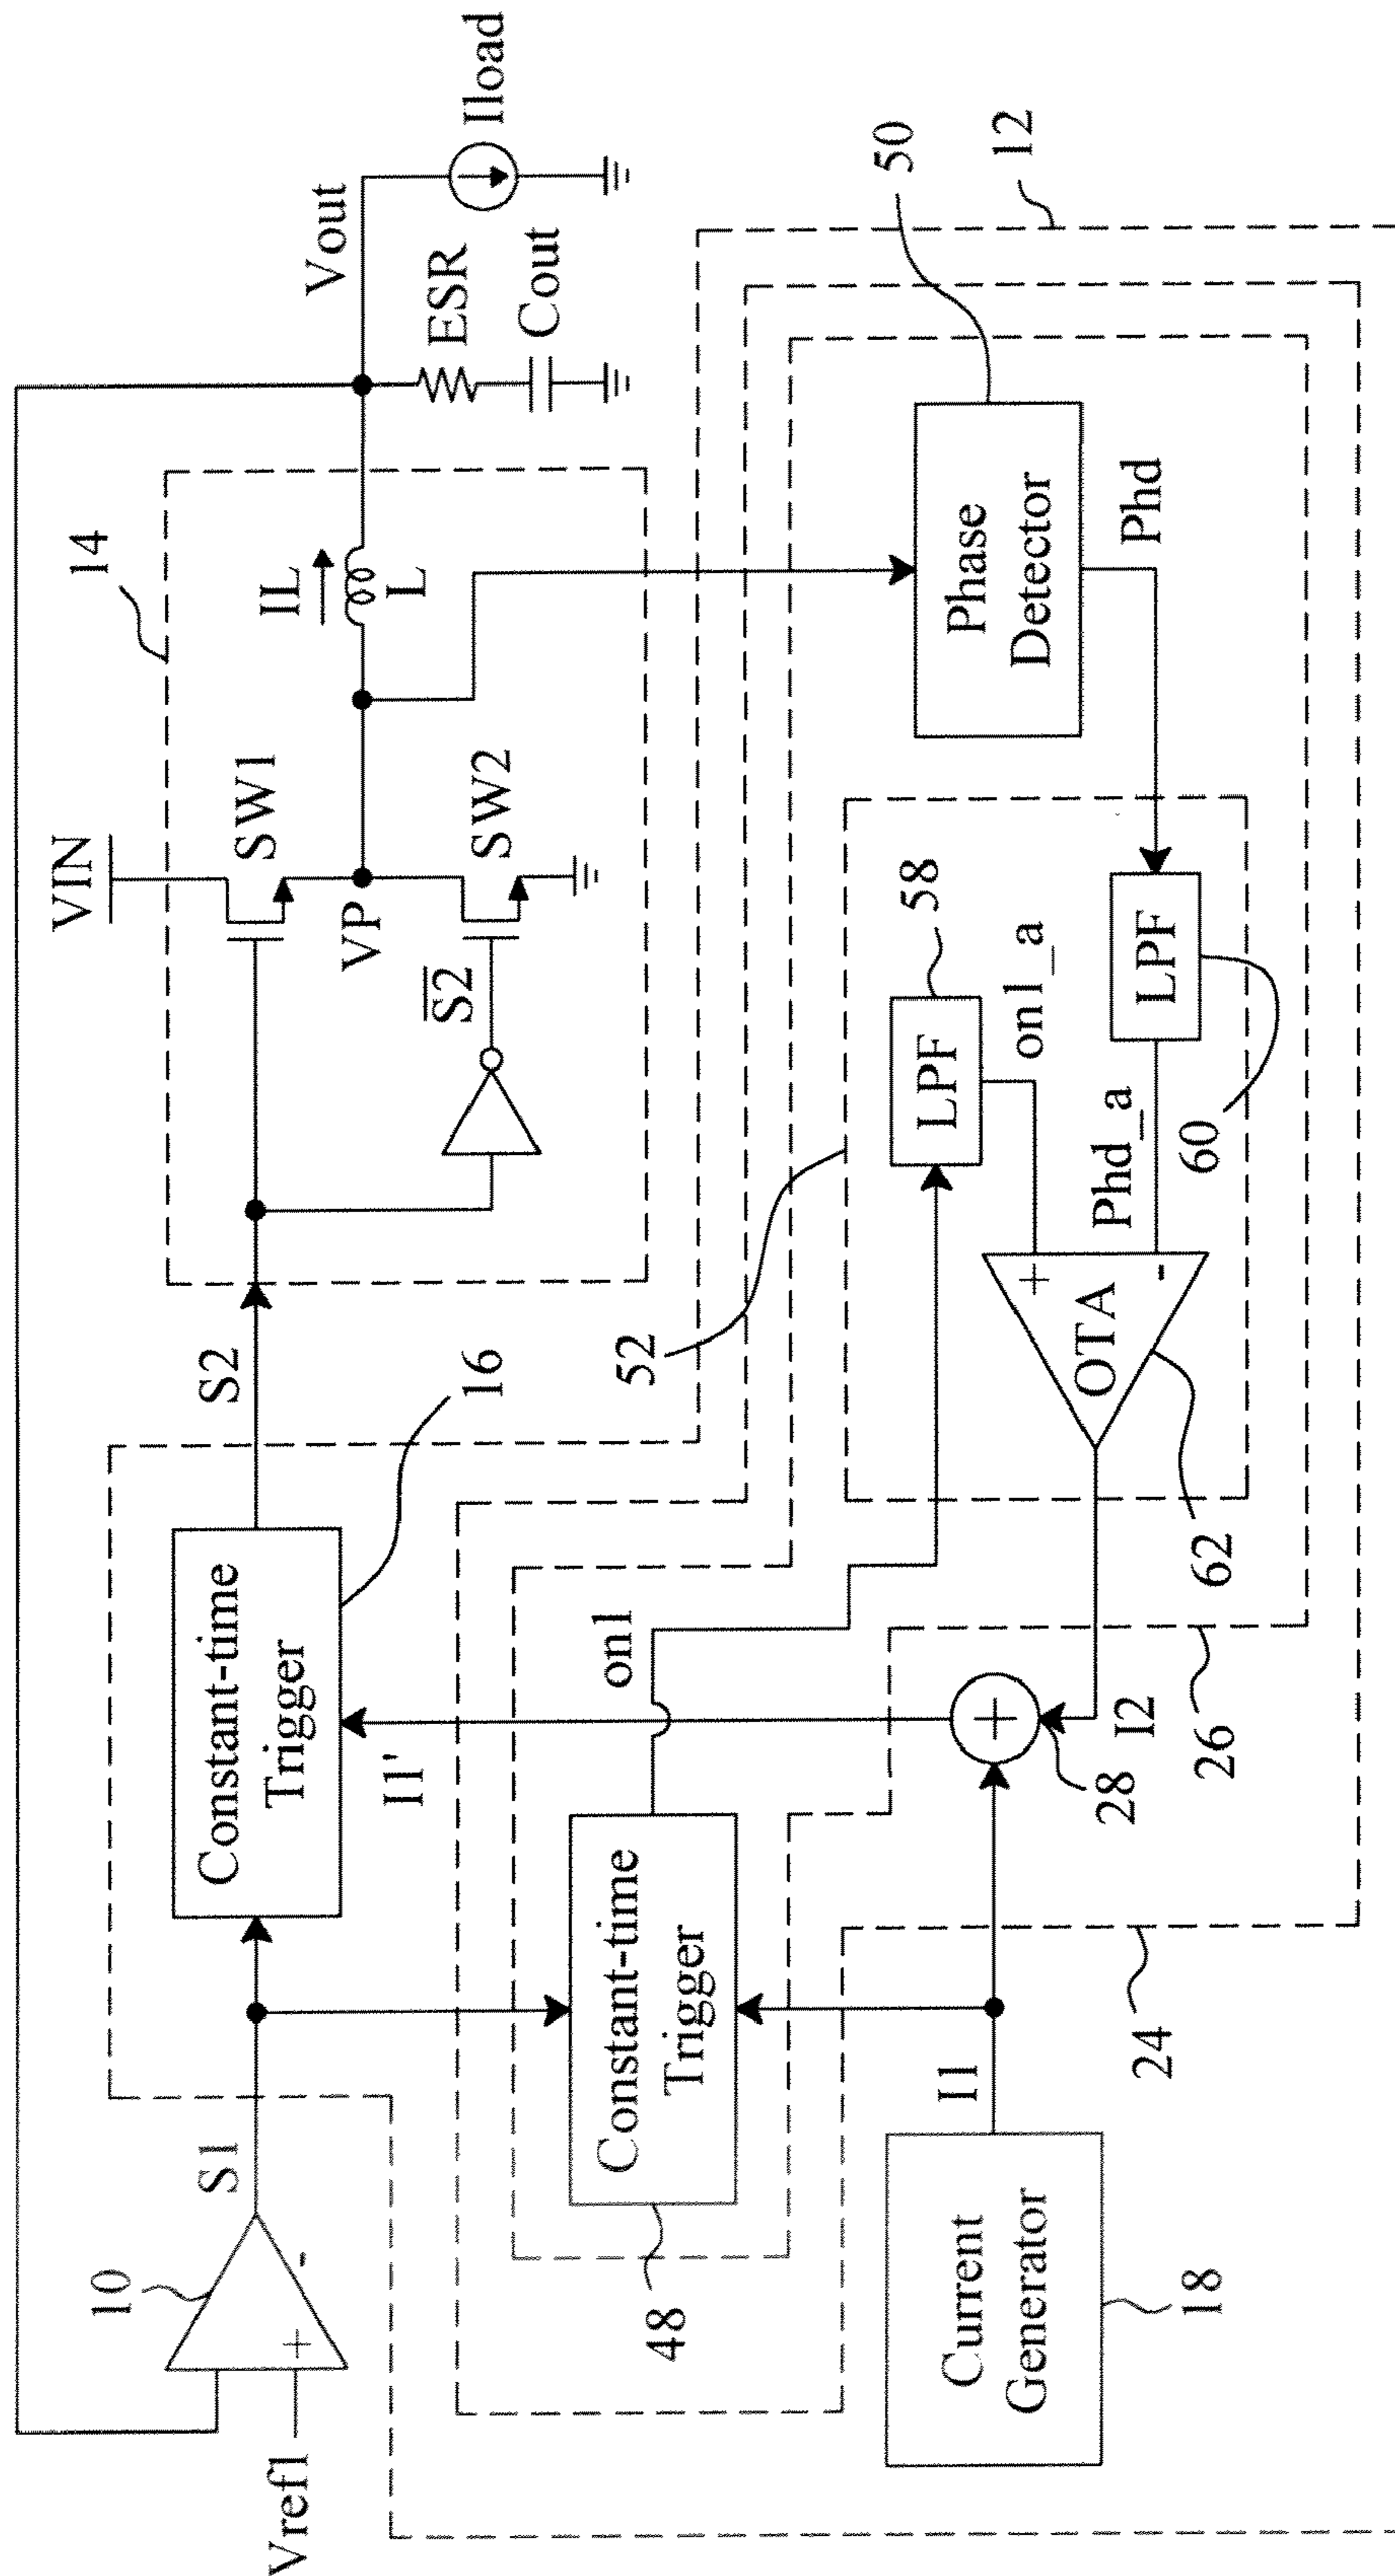 14
VIN
SW1
IL
L
Vout
Iload
ESR
Cout
VP
SW2
S2
S2
10
S1
-
+
Vref1
Constant-time
Trigger
16
I1'
on1
52
50
12
Phase
Detector
Phd
58
LPF
on1_a
LPF
Phd_a
60
+
OTA
-
62
Constant-time
Trigger
48
+
28
I2
26
I1
24
Current
Generator
18